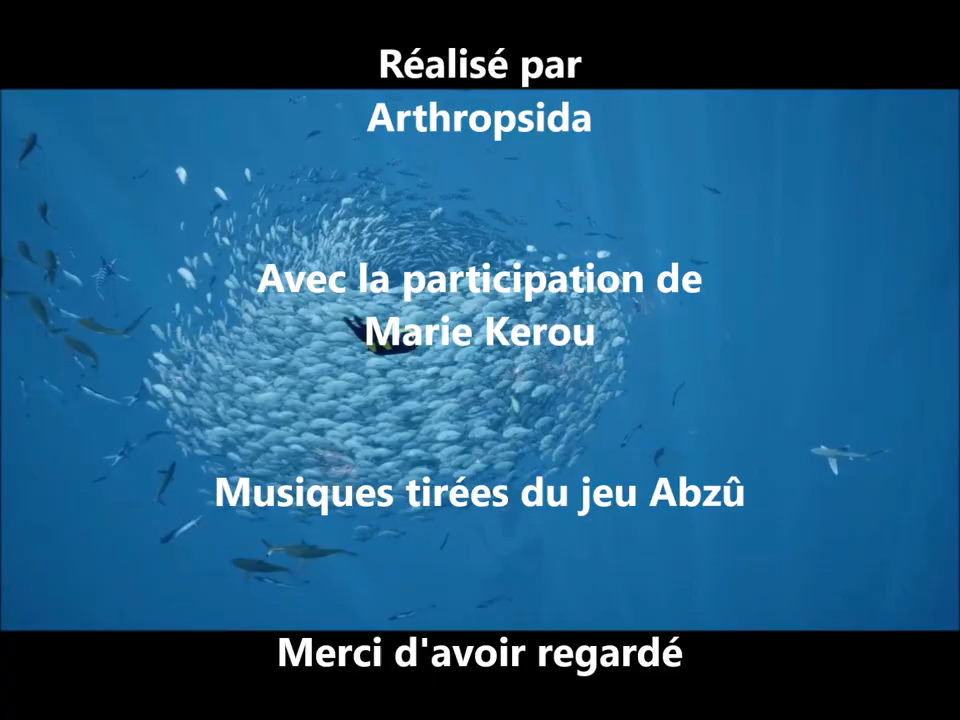 Réalisé par
Arthropsida
Avec la participation de
Marie Kerou
Musiques tirées du jeu Abzû
Merci d'avoir regardé